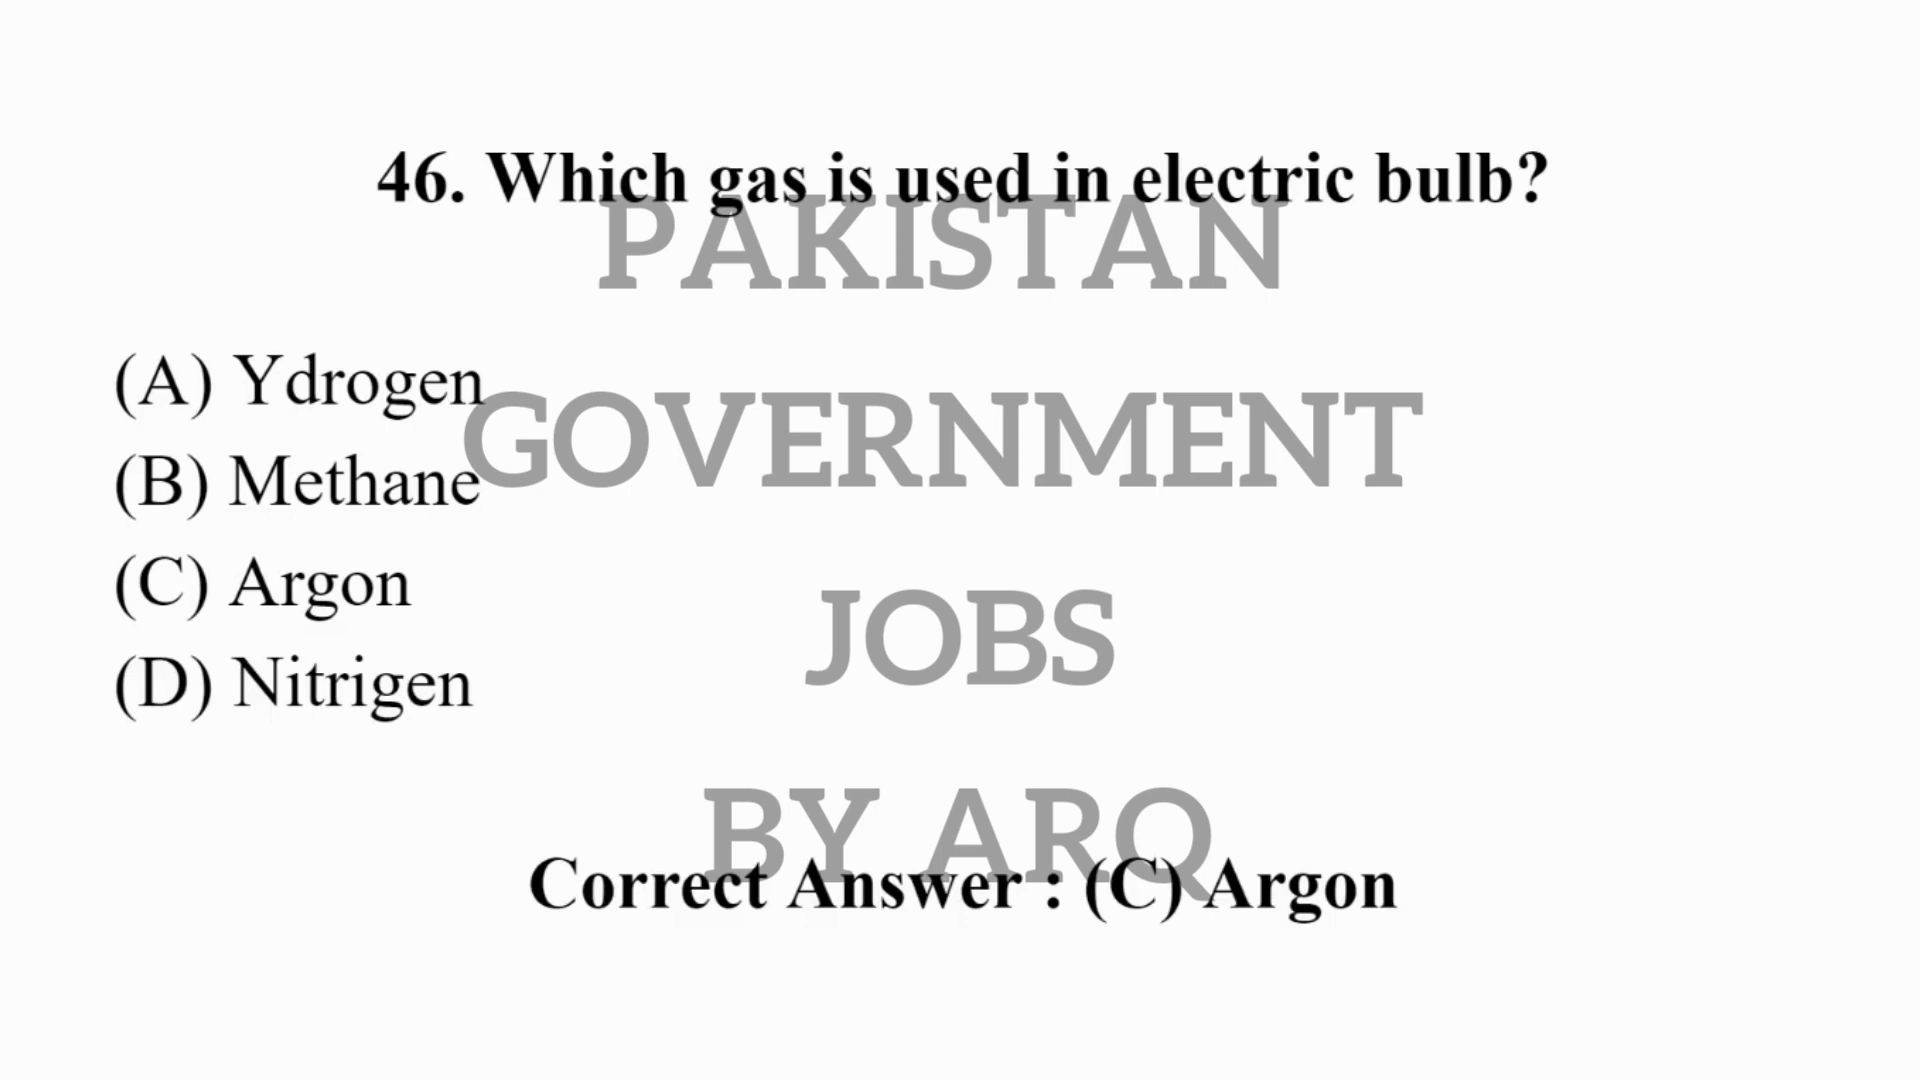 46. Which gas is used in electric bulb?
PAKISTAN
(A) Ydrogen
GOVERNMENT
(B) Methane
(C) Argon
JOBS
(D) Nitrigen
BY ARQ
Correct Answer : (C) Argon